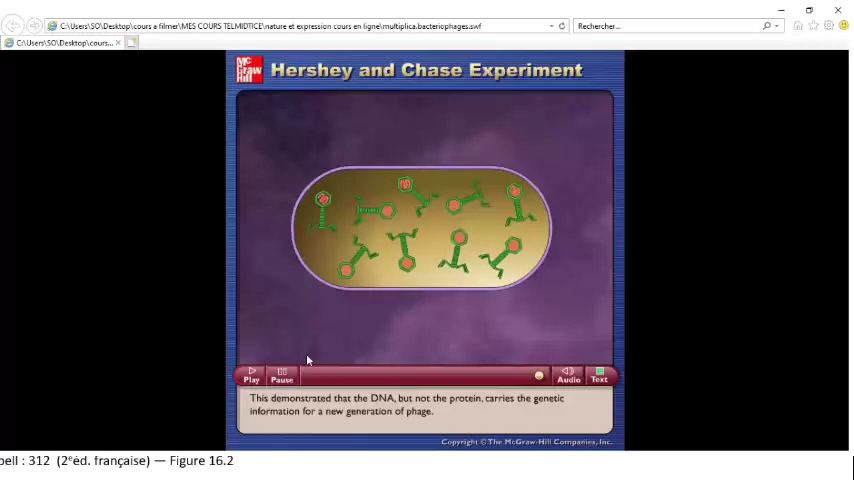 C:\Users\SO\Desktop\cours a filmer\MES COURS TELMIDTICE\nature et expression cours en ligne\multiplica.bacteriophages.swf
Rechercher...
C:\Users\SO\Desktop\cours...
Mc
Graw
Hill
Hershey and Chase Experiment
Play
Pause
Audio
Text
This demonstrated that the DNA, but not the protein, carries the genetic
information for a new generation of phage.
Copyright © The McGraw-Hill Companies, Inc.
pell : 312 (2ᵉéd. française) — Figure 16.2